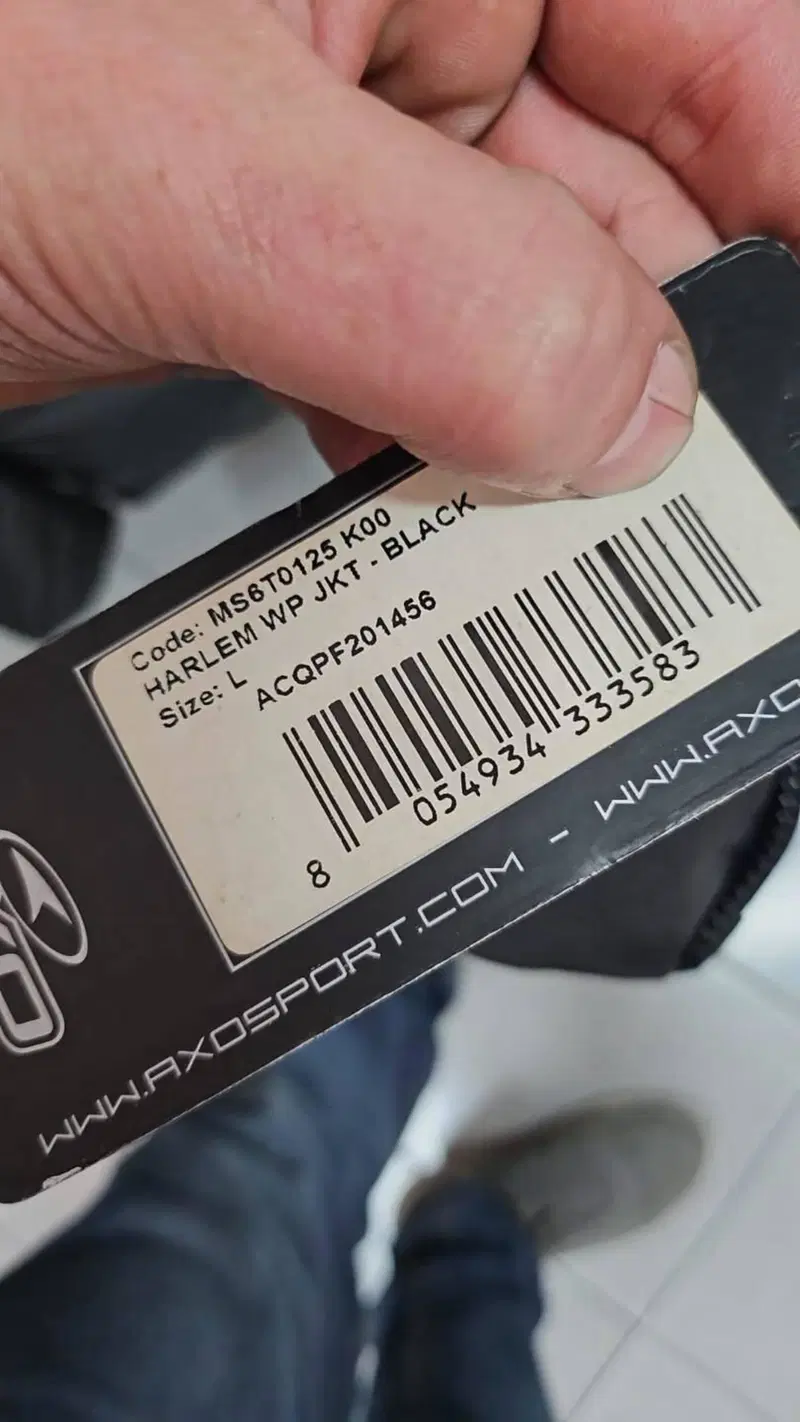 Code: MS6T0125 K00
HARLEM WP JKT - BLACK
Size: L
ACQPF201456
8 054934 333583
WWW.AXOSPORT.COM - WWW.AXO